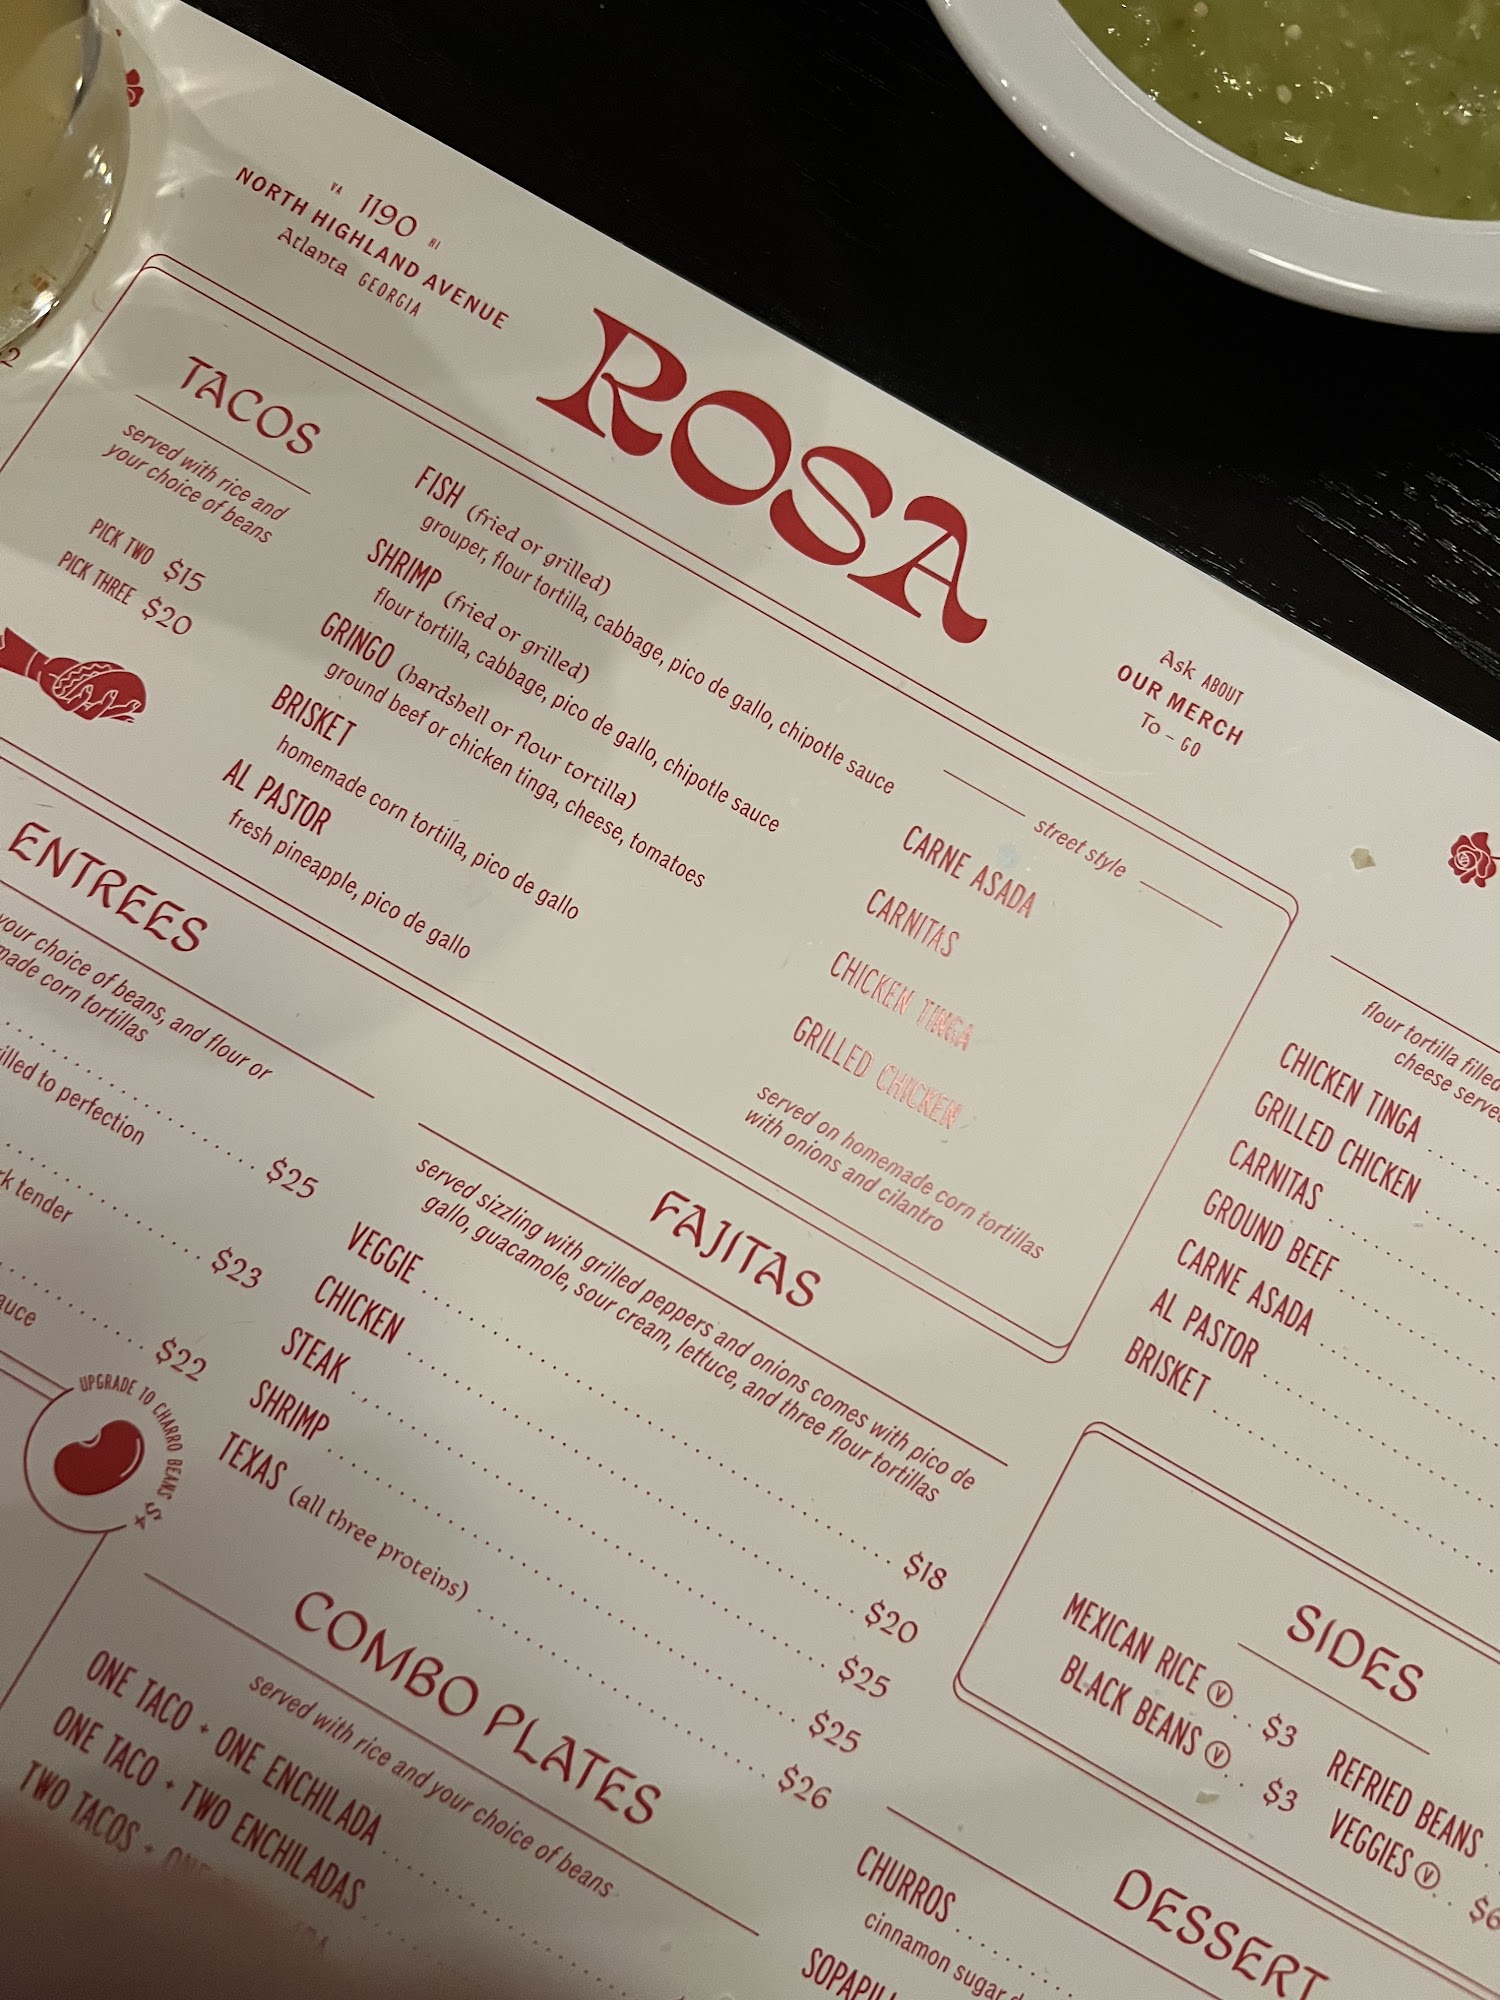 VA 1190 HI
NORTH HIGHLAND AVENUE
Atlanta GEORGIA
ROSA
Ask ABOUT
OUR MERCH
To-GO
TACOS
served with rice and
your choice of beans
PICK TWO $15
PICK THREE $20
FISH (fried or grilled)
grouper, flour tortilla, cabbage, pico de gallo, chipotle sauce
SHRIMP (fried or grilled)
flour tortilla, cabbage, pico de gallo, chipotle sauce
GRINGO (hardshell or flour tortilla)
ground beef or chicken tinga, cheese, tomatoes
BRISKET
homemade corn tortilla, pico de gallo
AL PASTOR
fresh pineapple, pico de gallo
street style
CARNE ASADA
CARNITAS
CHICKEN TINGA
GRILLED CHICKEN
served on homemade corn tortillas
with onions and cilantro
ENTREES
your choice of beans, and flour or
made corn tortillas
$25
to perfection
$23
tender
$22
UPGRADE TO CHARRO BEANS $4
FAJITAS
served sizzling with grilled peppers and onions comes with pico de
gallo, guacamole, sour cream, lettuce, and three flour tortillas
VEGGIE $18
CHICKEN $20
STEAK $25
SHRIMP $25
TEXAS (all three proteins) $26
COMBO PLATES
served with rice and your choice of beans
ONE TACO + ONE ENCHILADA
ONE TACO + TWO ENCHILADAS
TWO TACOS +
flour tortilla filled
cheese
CHICKEN TINGA
GRILLED CHICKEN
CARNITAS
GROUND BEEF
CARNE ASADA
AL PASTOR
BRISKET
SIDES
MEXICAN RICE V $3
BLACK BEANS V $3
REFRIED BEANS
VEGGIES V $6
DESSERT
CHURROS
cinnamon sugar